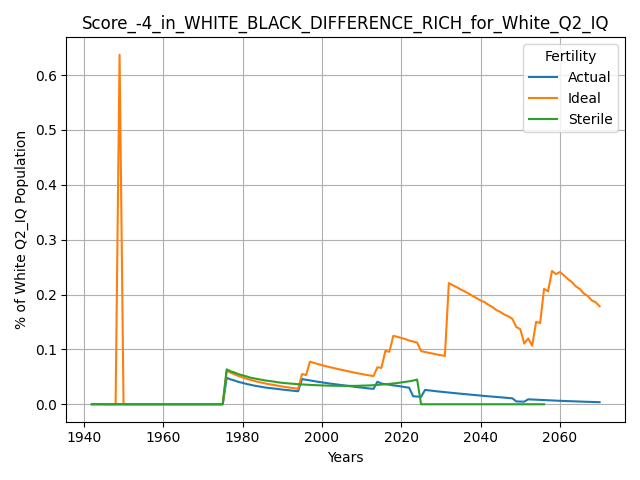 Score_-4_in_WHITE_BLACK_DIFFERENCE_RICH_for_White_Q2_IQ
% of White Q2_IQ Population
0.6
0.5
0.4
0.3
0.2
0.1
0.0
Fertility
Actual
Ideal
Sterile
1940 1960 1980 2000 2020 2040 2060
Years